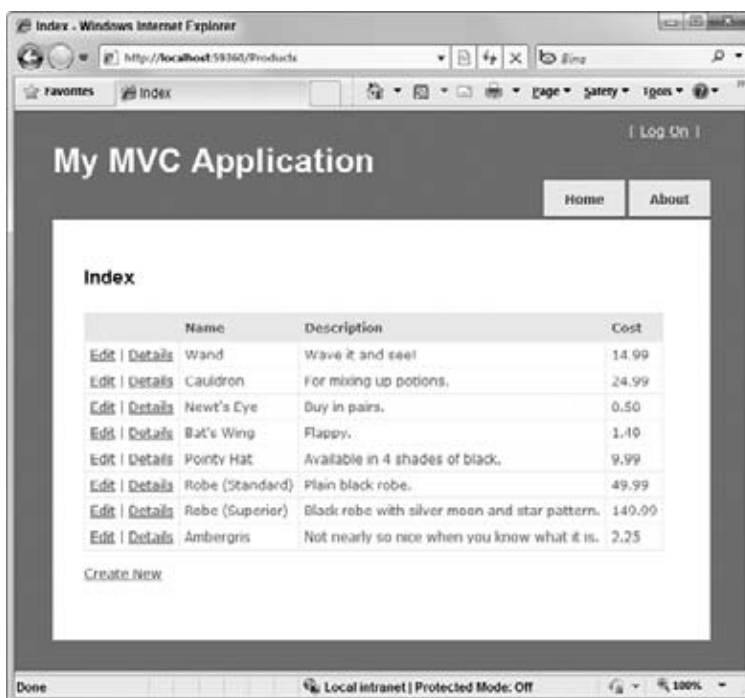 Index - Windows Internet Explorer
http://localhost:59360/Products
Bing
Favorites Index Page Safety Tools
[ Log On ]
My MVC Application
Home About
Index
Name Description Cost
Edit | Details Wand Wave it and see! 14.99
Edit | Details Cauldron For mixing up potions. 24.99
Edit | Details Newt's Eye Buy in pairs. 0.50
Edit | Details Bat's Wing Flappy. 1.49
Edit | Details Pointy Hat Available in 4 shades of black. 9.99
Edit | Details Robe (Standard) Plain black robe. 49.99
Edit | Details Robe (Superior) Black robe with silver moon and star pattern. 149.99
Edit | Details Ambergris Not nearly so nice when you know what it is. 2.25
Create New
Done Local intranet | Protected Mode: Off 100%